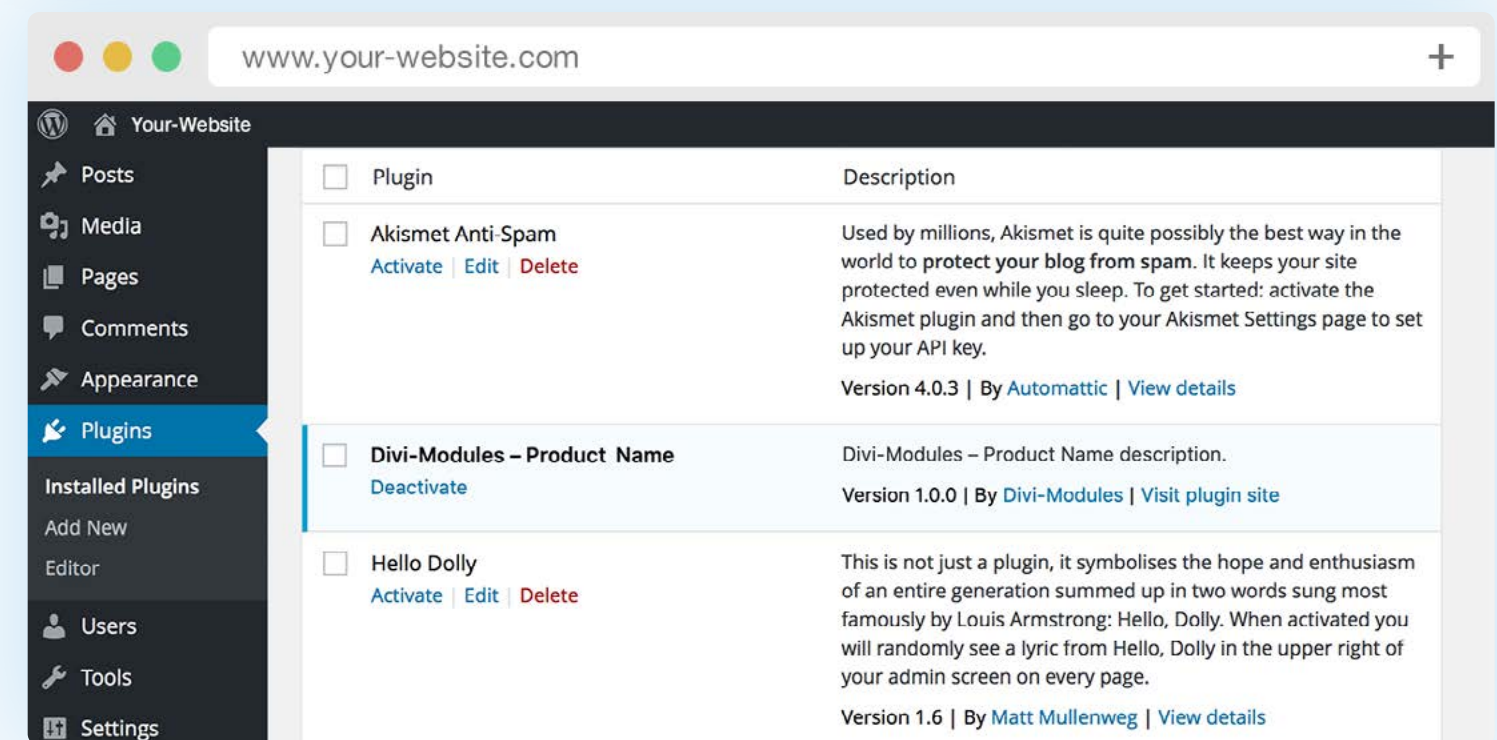 www.your-website.com +
Your-Website
Posts
Media
Pages
Comments
Appearance
Plugins
Installed Plugins
Add New
Editor
Users
Tools
Settings
Plugin
Description
Akismet Anti-Spam
Activate | Edit | Delete
Used by millions, Akismet is quite possibly the best way in the
world to protect your blog from spam. It keeps your site
protected even while you sleep. To get started: activate the
Akismet plugin and then go to your Akismet Settings page to set
up your API key.
Version 4.0.3 | By Automattic | View details
Divi-Modules – Product Name
Deactivate
Divi-Modules – Product Name description.
Version 1.0.0 | By Divi-Modules | Visit plugin site
Hello Dolly
Activate | Edit | Delete
This is not just a plugin, it symbolises the hope and enthusiasm
of an entire generation summed up in two words sung most
famously by Louis Armstrong: Hello, Dolly. When activated you
will randomly see a lyric from Hello, Dolly in the upper right of
your admin screen on every page.
Version 1.6 | By Matt Mullenweg | View details